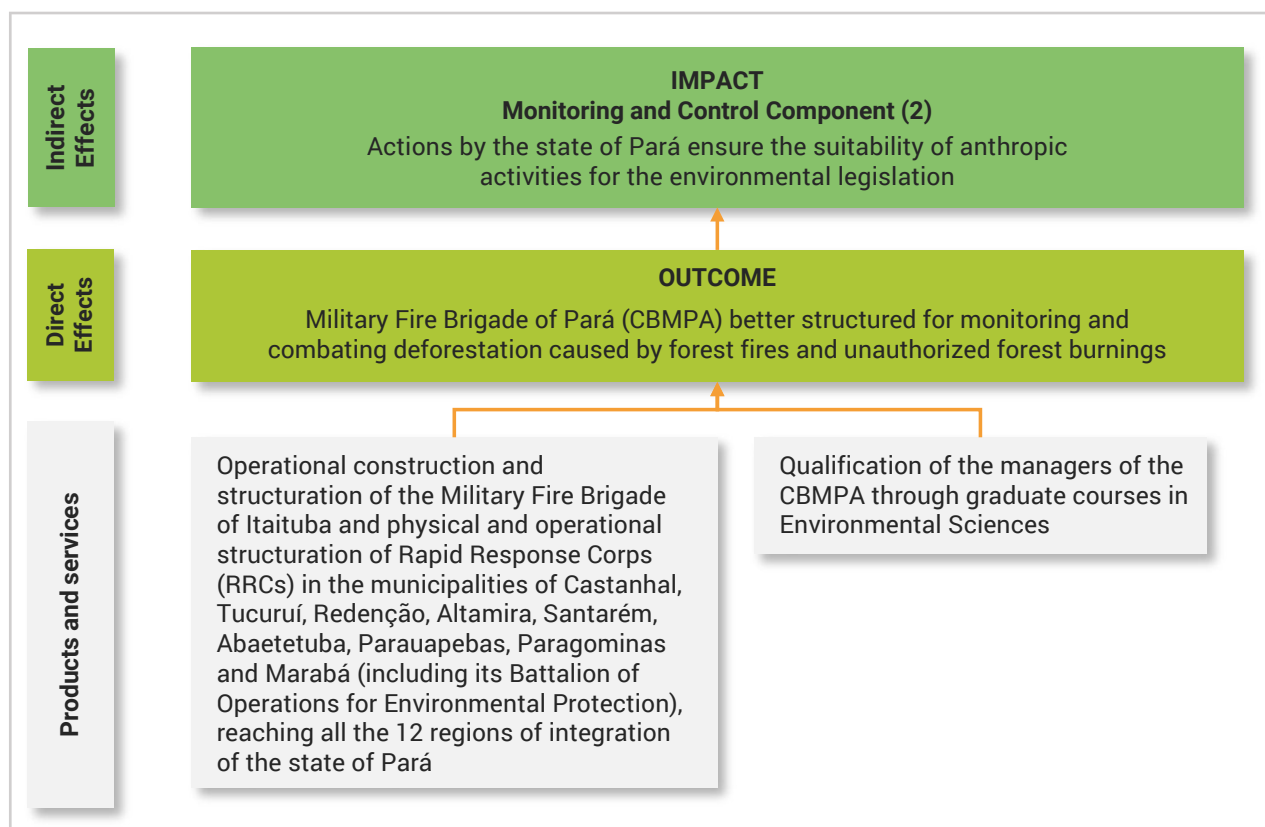 Indirect
Effects
IMPACT
Monitoring and Control Component (2)
Actions by the state of Pará ensure the suitability of anthropic
activities for the environmental legislation
Direct
Effects
OUTCOME
Military Fire Brigade of Pará (CBMPA) better structured for monitoring and
combating deforestation caused by forest fires and unauthorized forest burnings
Products and services
Operational construction and
structuration of the Military Fire Brigade
of Itaituba and physical and operational
structuration of Rapid Response Corps
(RRCs) in the municipalities of Castanhal,
Tucuruí, Redenção, Altamira, Santarém,
Abaetetuba, Parauapebas, Paragominas
and Marabá (including its Battalion of
Operations for Environmental Protection),
reaching all the 12 regions of integration
of the state of Pará
Qualification of the managers of the
CBMPA through graduate courses in
Environmental Sciences